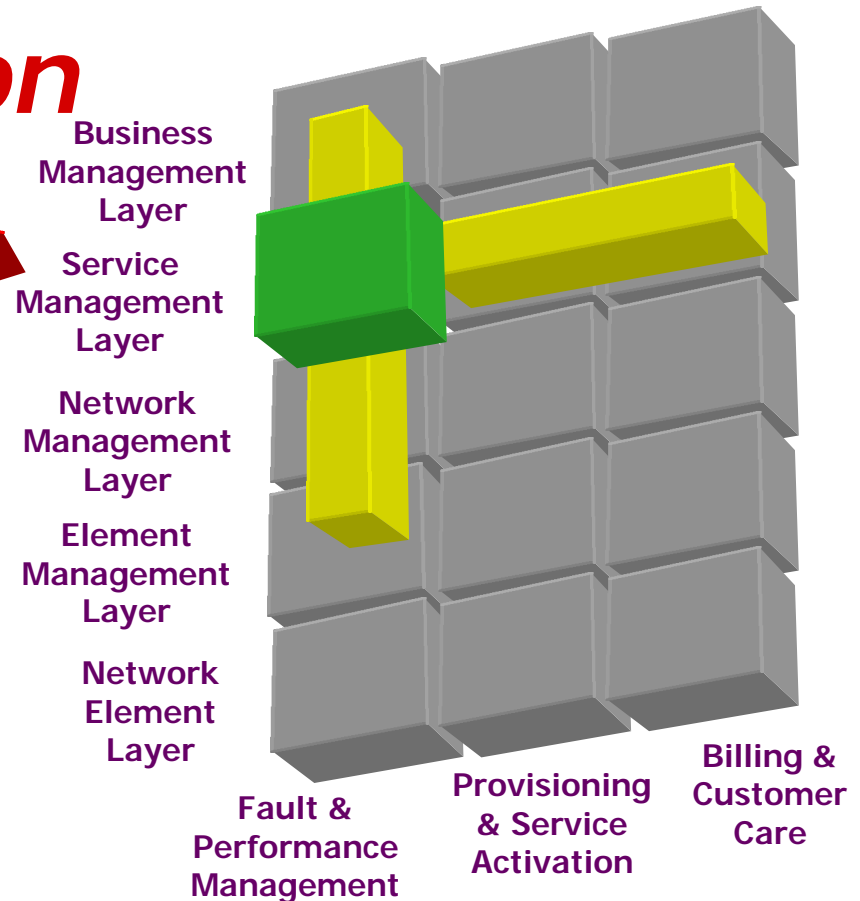 on
Business
Management
Layer
Service
Management
Layer
Network
Management
Layer
Element
Management
Layer
Network
Element
Layer
Fault &
Performance
Management
Provisioning
& Service
Activation
Billing &
Customer
Care